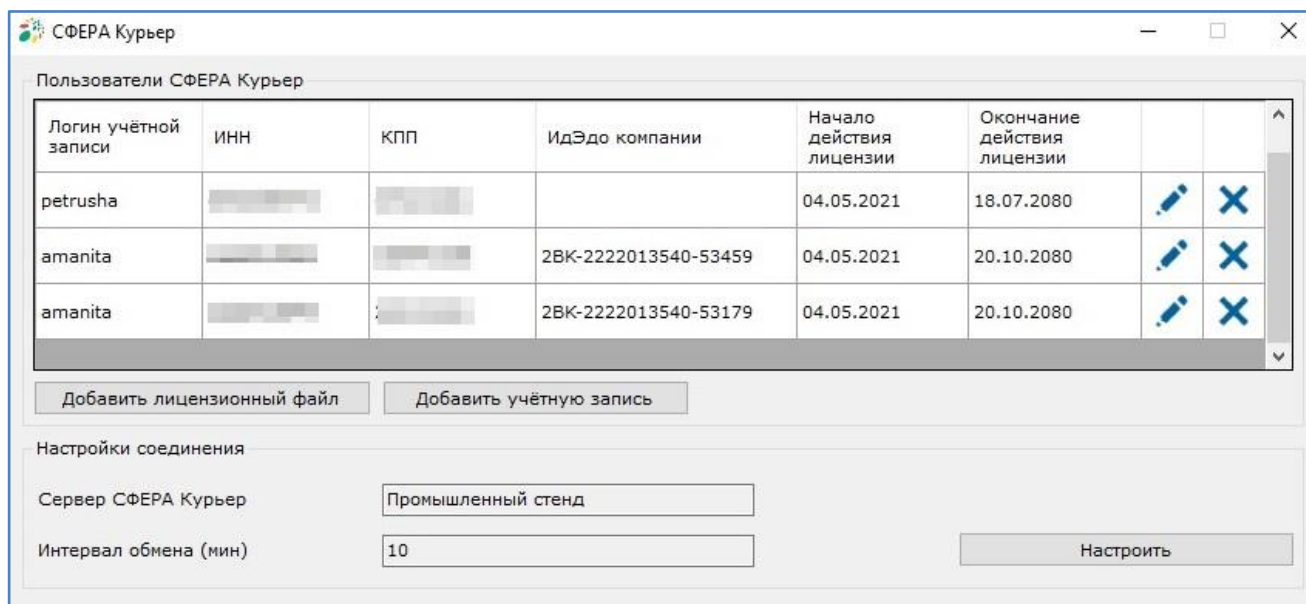 СФЕРА Курьер
Пользователи СФЕРА Курьер
Логин учётной
записи
ИНН
КПП
ИдЭдо компании
Начало
действия
лицензии
Окончание
действия
лицензии
petrusha
04.05.2021
18.07.2080
amanita
2BK-2222013540-53459
04.05.2021
20.10.2080
amanita
2BK-2222013540-53179
04.05.2021
20.10.2080
Добавить лицензионный файл
Добавить учётную запись
Настройки соединения
Сервер СФЕРА Курьер
Промышленный стенд
Интервал обмена (мин)
10
Настроить